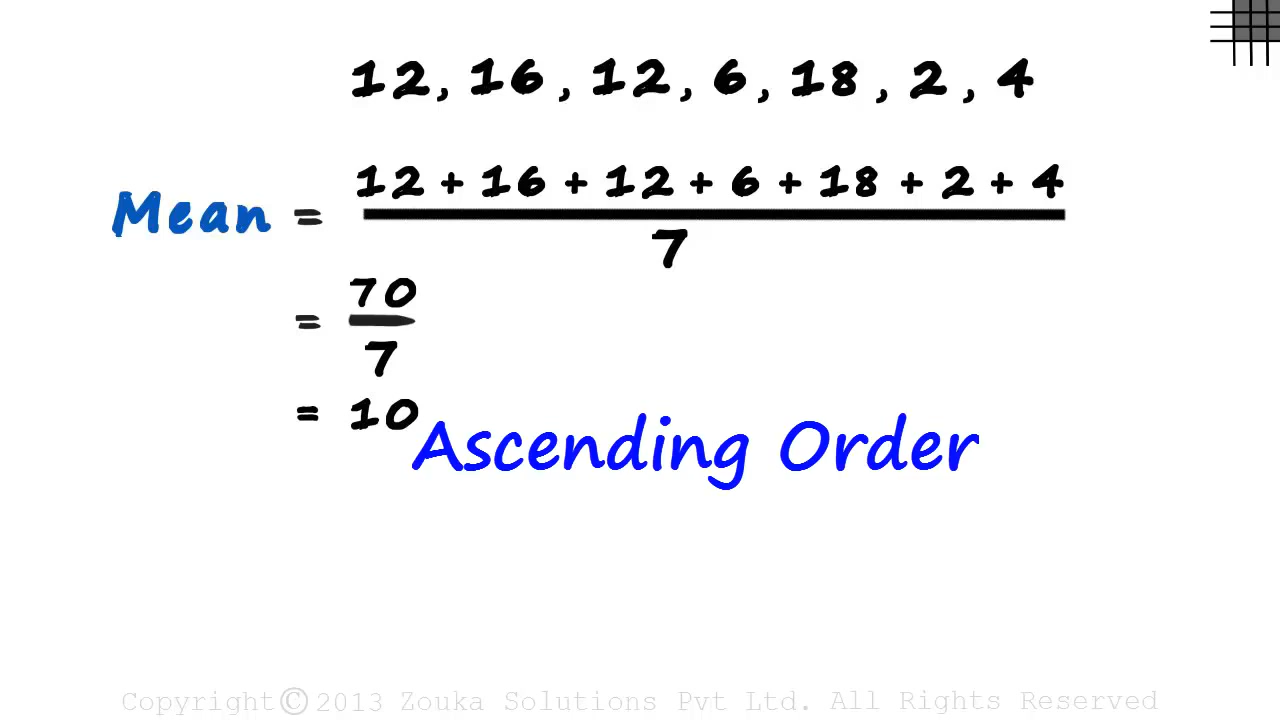 12, 16, 12, 6, 18, 2, 4
Mean = 12 + 16 + 12 + 6 + 18 + 2 + 4
7
= 70
7
= 10
Ascending Order
Copyright© 2013 Zouka Solutions Pvt Ltd. All Rights Reserved